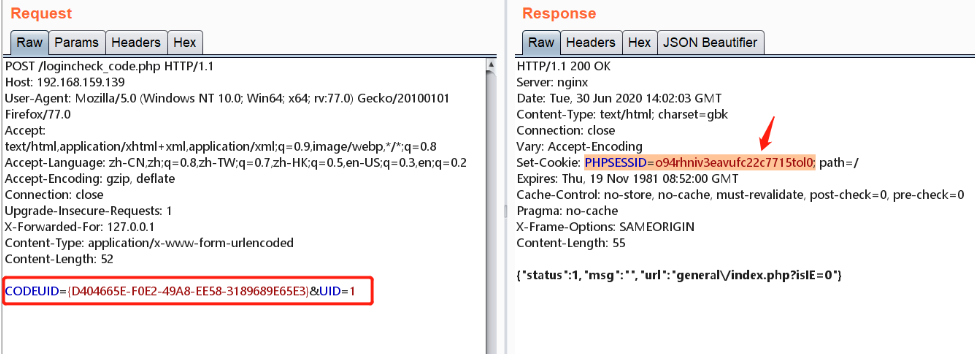 Request
Raw Params Headers Hex
POST /logincheck_code.php HTTP/1.1
Host: 192.168.159.139
User-Agent: Mozilla/5.0 (Windows NT 10.0; Win64; x64; rv:77.0) Gecko/20100101
Firefox/77.0
Accept:
text/html,application/xhtml+xml,application/xml;q=0.9,image/webp,*/*;q=0.8
Accept-Language: zh-CN,zh;q=0.8,zh-TW;q=0.7,zh-HK;q=0.5,en-US;q=0.3,en;q=0.2
Accept-Encoding: gzip, deflate
Connection: close
Upgrade-Insecure-Requests: 1
X-Forwarded-For: 127.0.0.1
Content-Type: application/x-www-form-urlencoded
Content-Length: 52
CODEUID={D404665E-F0E2-49A8-EE58-3189689E65E3}&UID=1
Response
Raw Headers Hex JSON Beautifier
HTTP/1.1 200 OK
Server: nginx
Date: Tue, 30 Jun 2020 14:02:03 GMT
Content-Type: text/html; charset=gbk
Connection: close
Vary: Accept-Encoding
Set-Cookie: PHPSESSID=o94rhniv3eavufc22c7715tol0; path=/
Expires: Thu, 19 Nov 1981 08:52:00 GMT
Cache-Control: no-store, no-cache, must-revalidate, post-check=0, pre-check=0
Pragma: no-cache
X-Frame-Options: SAMEORIGIN
Content-Length: 55
{"status":1,"msg":"","url":"general\/index.php?isIE=0"}